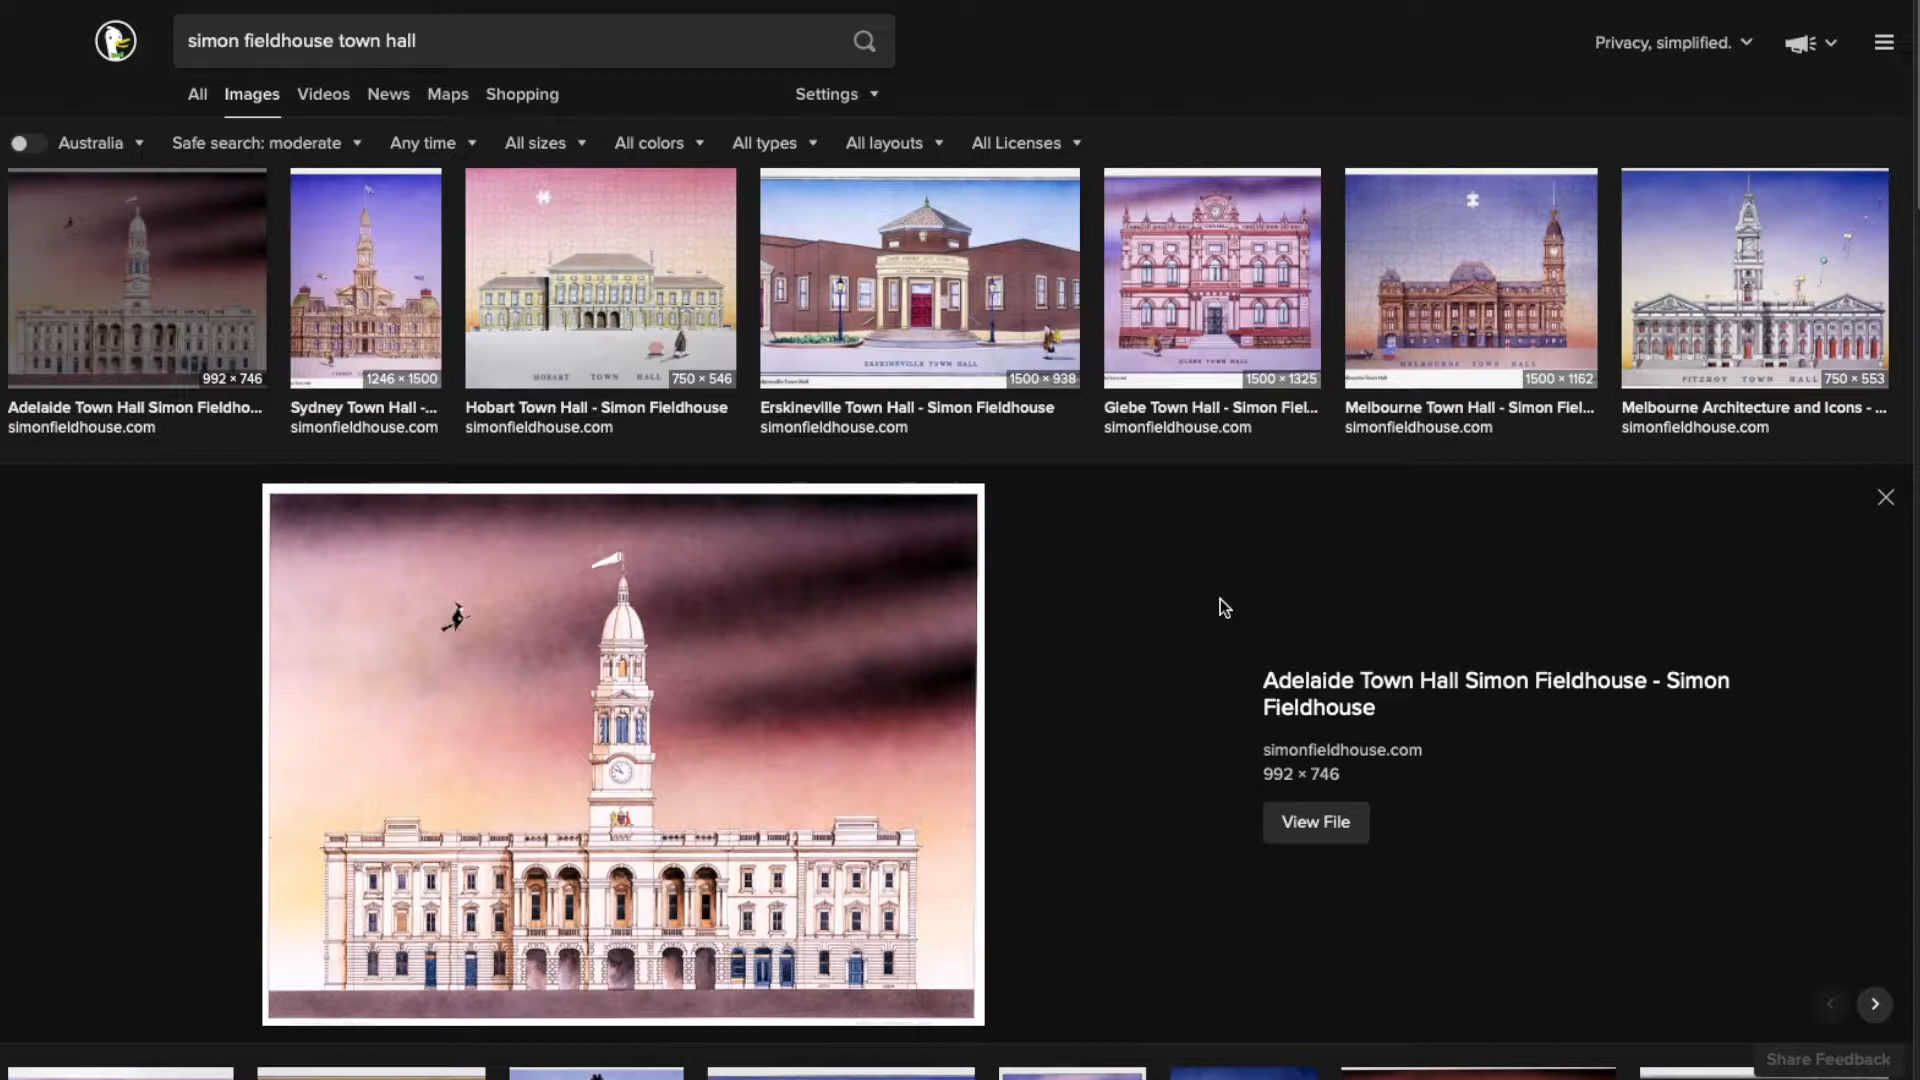 simon fieldhouse town hall
Privacy, simplified.
All Images Videos News Maps Shopping Settings
Australia Safe search: moderate Any time All sizes All colors All types All layouts All Licenses
HOBART TOWN HALL
ERSKINEVILLE TOWN HALL
GLEBE TOWN HALL
MELBOURNE TOWN HALL
FITZROY TOWN HALL
992 × 746
1246 × 1500
750 × 546
1500 × 938
1500 × 1325
1500 × 1162
750 × 553
Adelaide Town Hall Simon Fieldho...
simonfieldhouse.com
Sydney Town Hall -...
simonfieldhouse.com
Hobart Town Hall - Simon Fieldhouse
simonfieldhouse.com
Erskineville Town Hall - Simon Fieldhouse
simonfieldhouse.com
Glebe Town Hall - Simon Fiel...
simonfieldhouse.com
Melbourne Town Hall - Simon Fiel...
simonfieldhouse.com
Melbourne Architecture and Icons - ...
simonfieldhouse.com
Adelaide Town Hall Simon Fieldhouse - Simon
Fieldhouse
simonfieldhouse.com
992 × 746
View File
Share Feedback